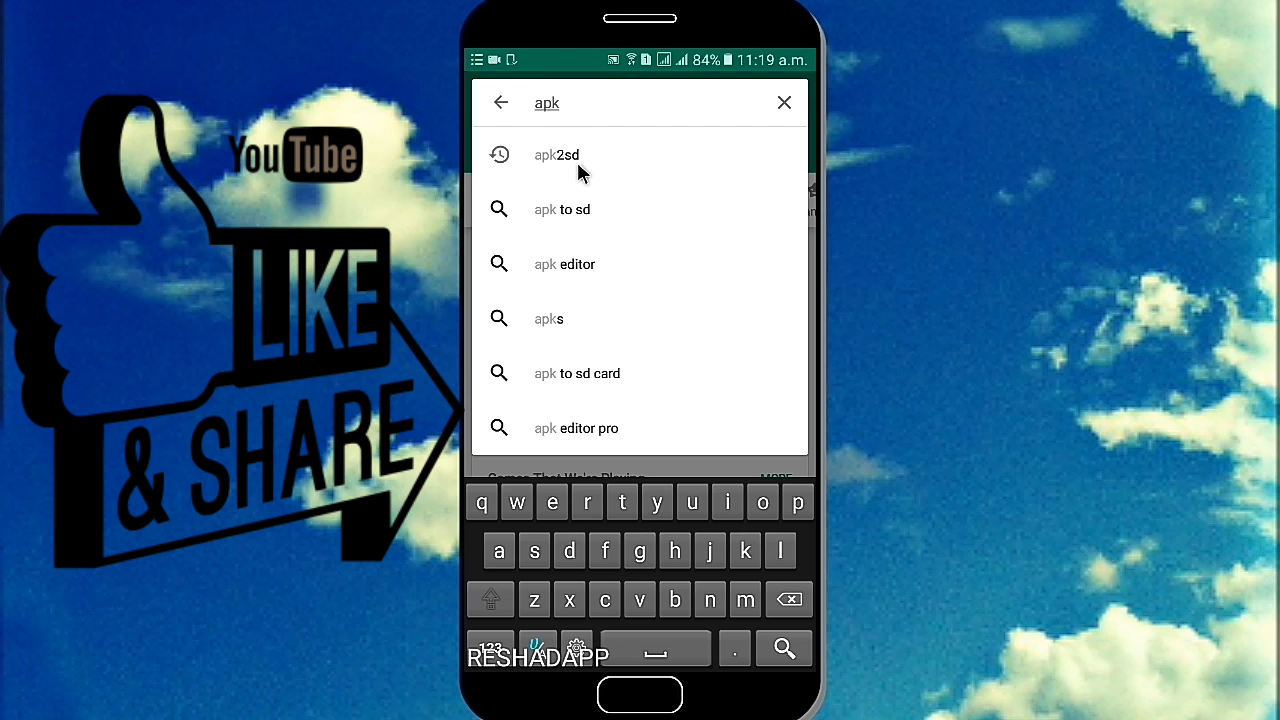 YouTube
LIKE
& SHARE
84% 11:19 a.m.
apk
apk2sd
apk to sd
apk editor
apks
apk to sd card
apk editor pro
MORE
q w e r t y u i o p
a s d f g h j k l
z x c v b n m
123 .
RESHADAPP